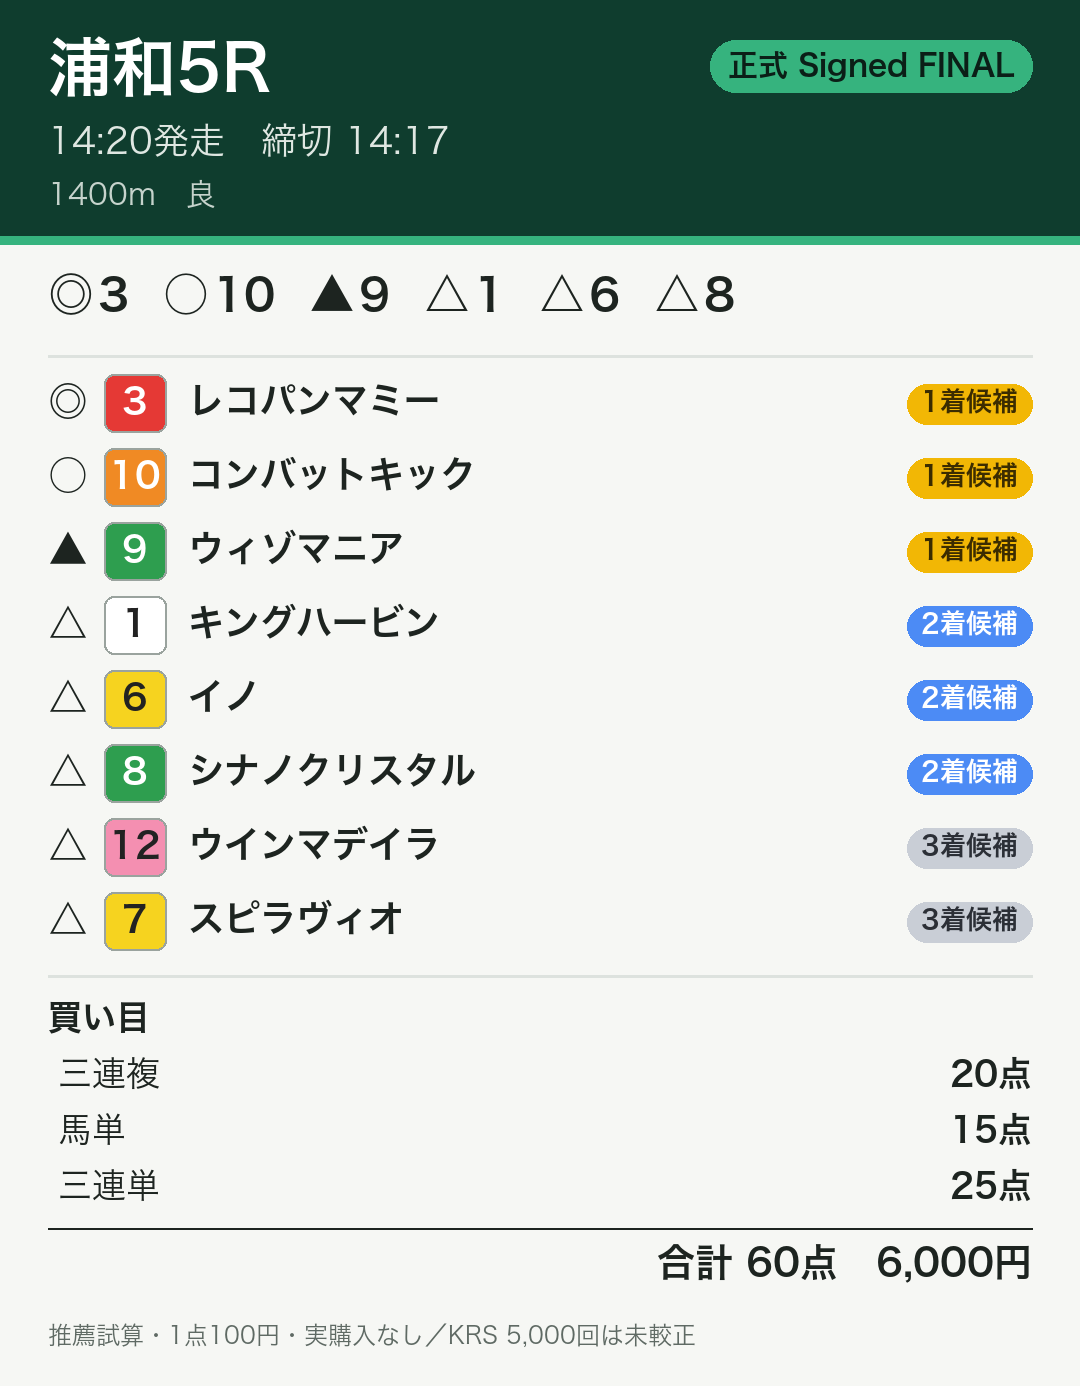 浦和5R
正式 Signed FINAL
14:20発走　締切 14:17
1400m　良
◎3 ○10 ▲9 △1 △6 △8
◎ 3 レコパンマミー 1着候補
○ 10 コンバットキック 1着候補
▲ 9 ウィゾマニア 1着候補
△ 1 キングハービン 2着候補
△ 6 イノ 2着候補
△ 8 シナノクリスタル 2着候補
△ 12 ウインマデイラ 3着候補
△ 7 スピラヴィオ 3着候補
買い目
三連複 20点
馬単 15点
三連単 25点
合計 60点　6,000円
推薦試算・1点100円・実購入なし／KRS 5,000回は未較正